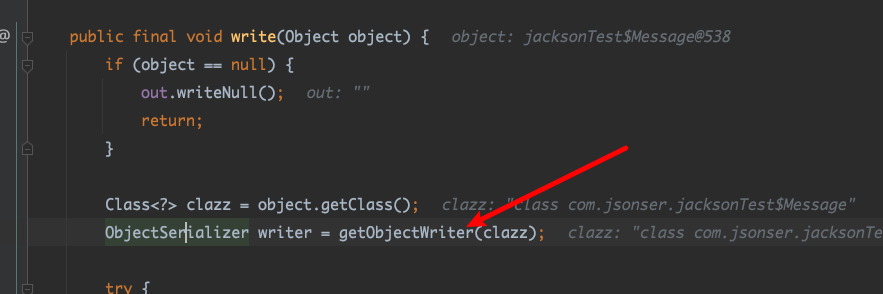 @
public final void write(Object object) { object: jacksonTest$Message@538
if (object == null) {
out.writeNull(); out: ""
return;
}
Class<?> clazz = object.getClass(); clazz: "class com.jsonser.jacksonTest$Message"
ObjectSerializer writer = getObjectWriter(clazz); clazz: "class com.jsonser.jacksonTe
try {